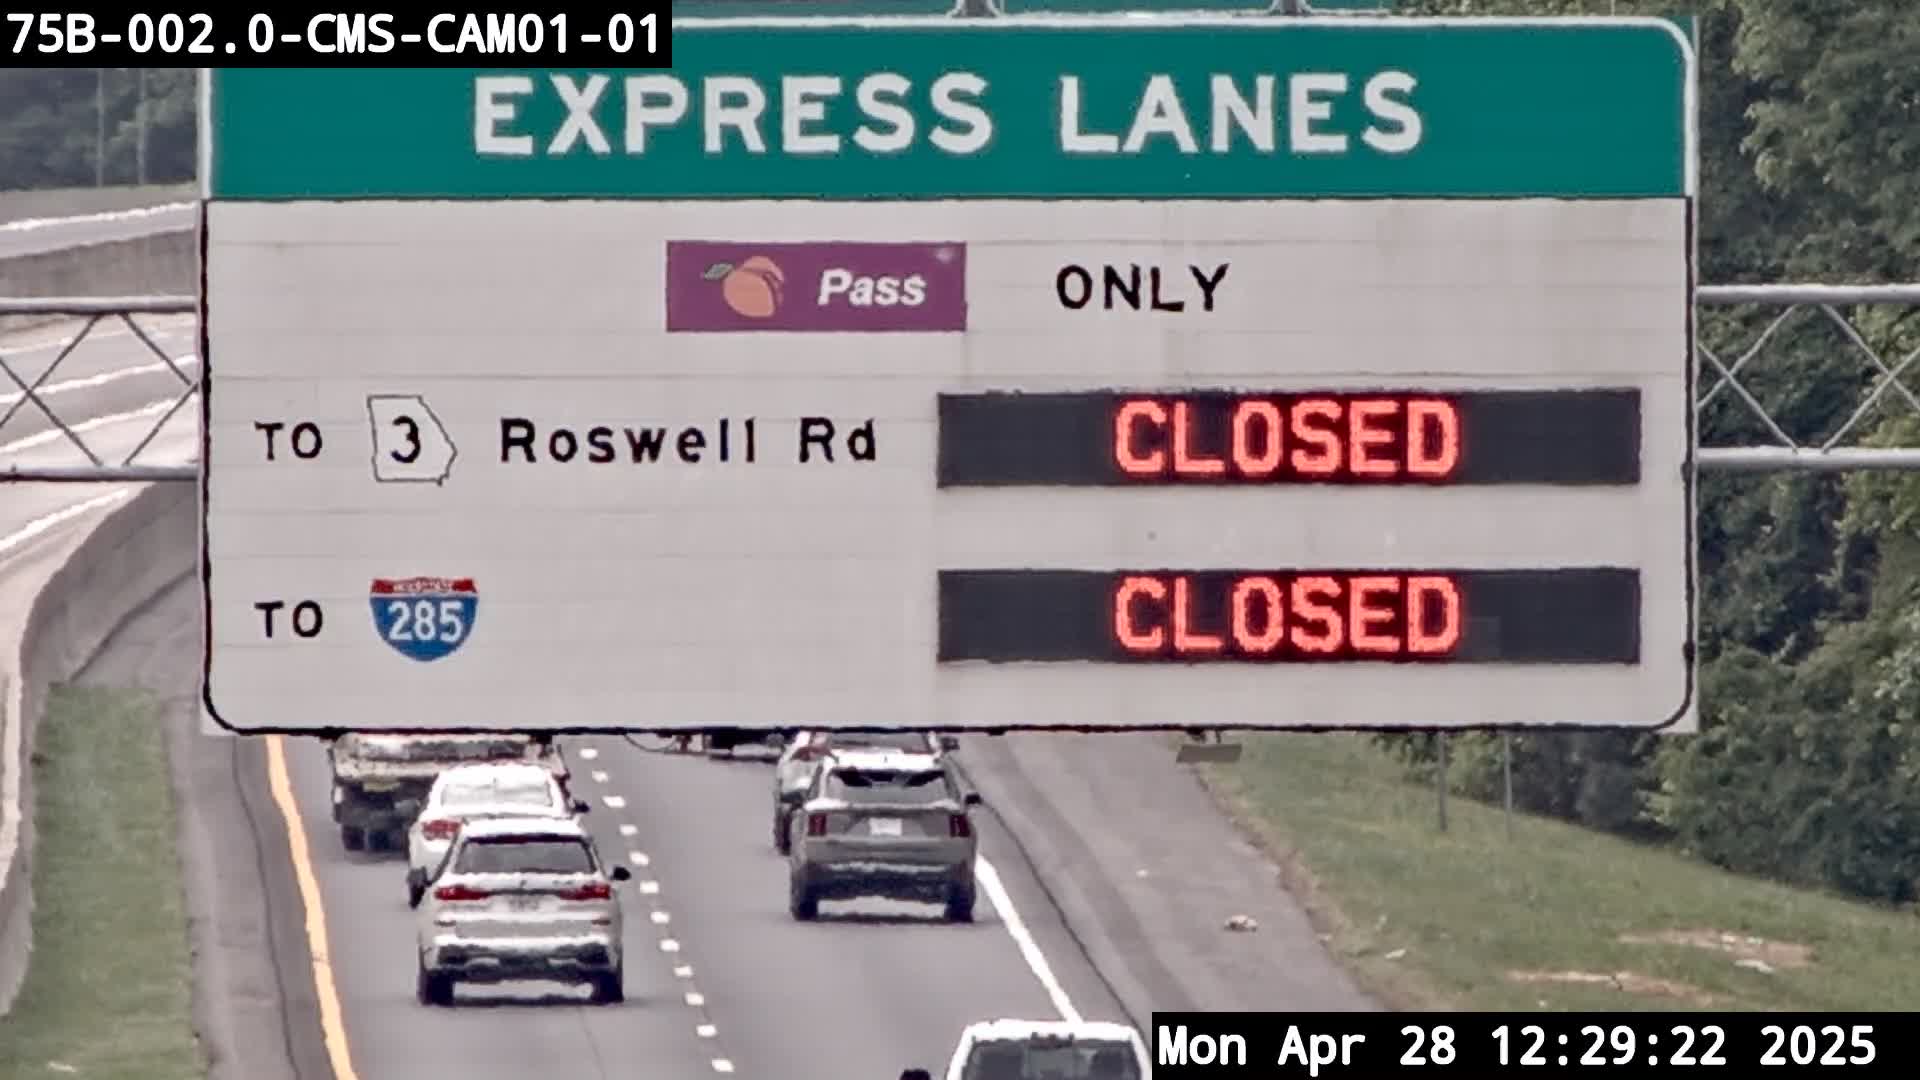 75B-002.0-CMS-CAM01-01
EXPRESS LANES
Pass ONLY
TO 3 Roswell Rd CLOSED
TO 285 CLOSED
Mon Apr 28 12:29:22 2025